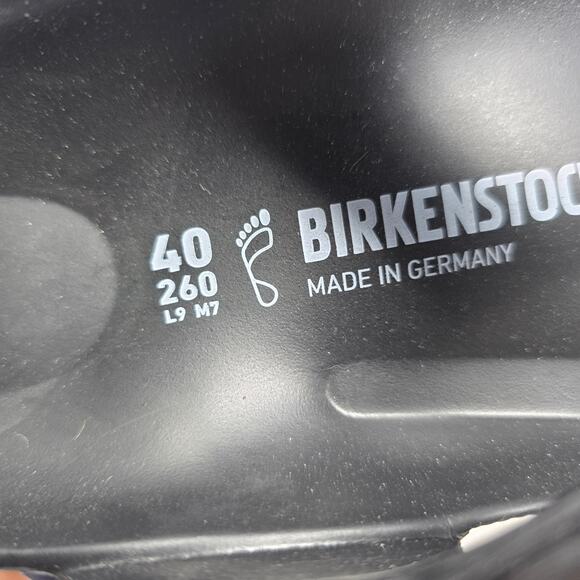 40
260
L9 M7
BIRKENSTOC
MADE IN GERMANY